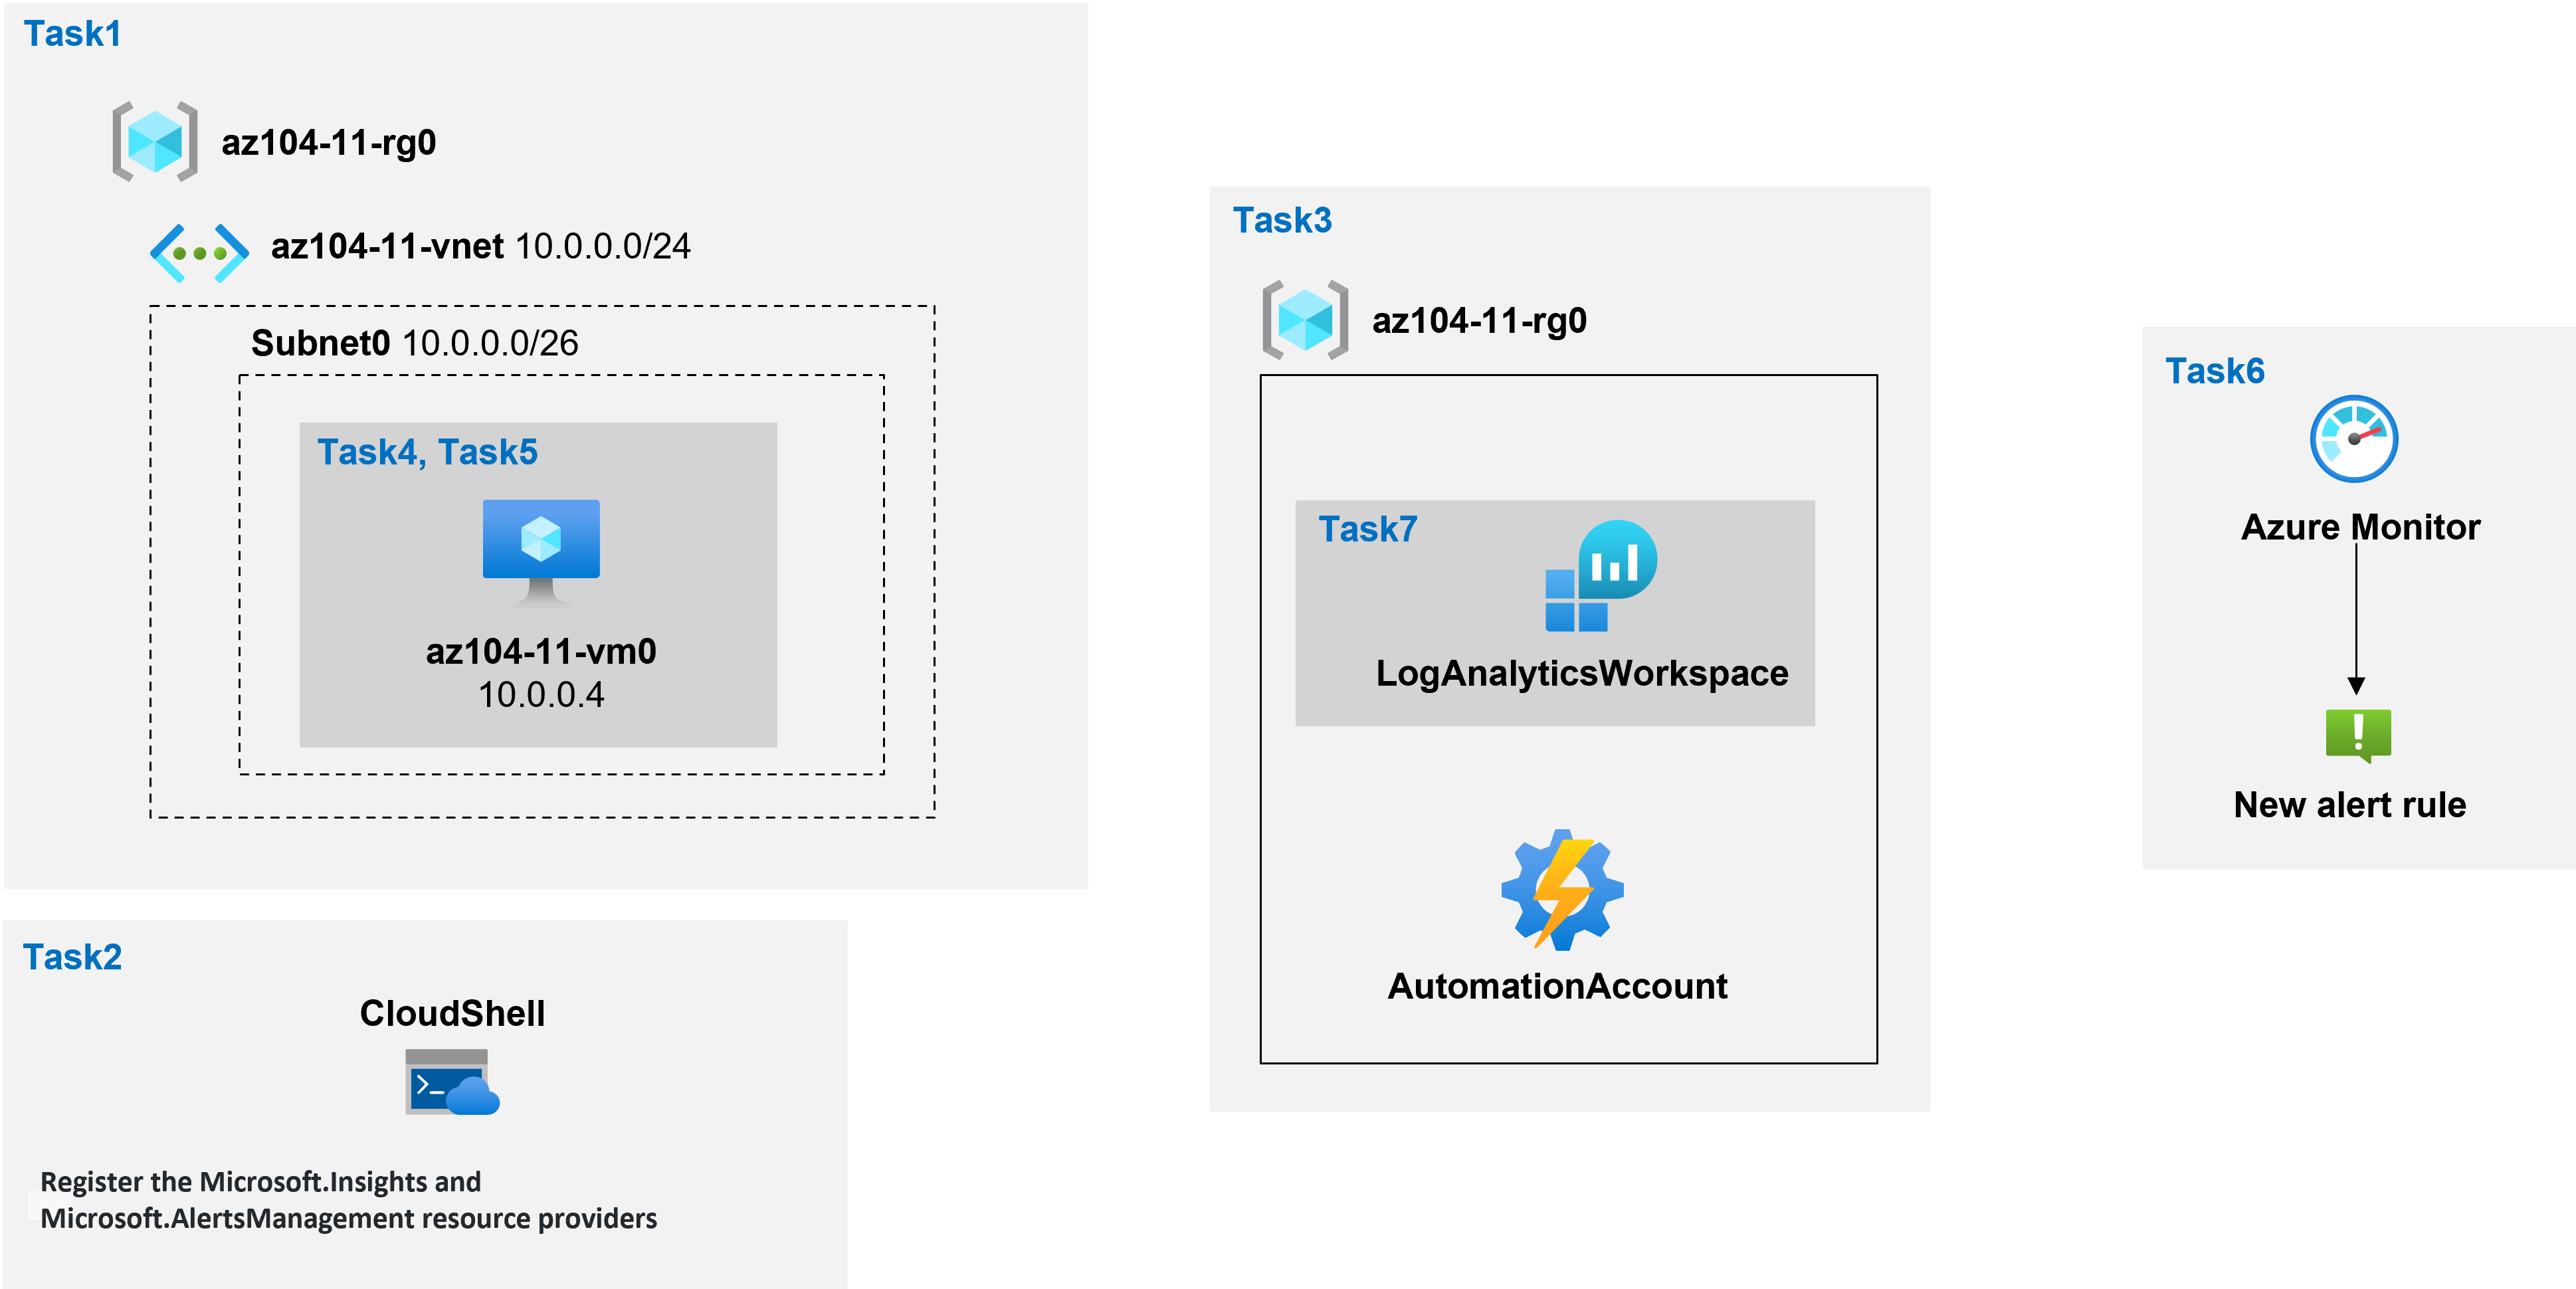 Task1
az104-11-rg0
az104-11-vnet 10.0.0.0/24
Subnet0 10.0.0.0/26
Task4, Task5
az104-11-vm0
10.0.0.4
Task2
CloudShell
Register the Microsoft.Insights and
Microsoft.AlertsManagement resource providers
Task3
az104-11-rg0
Task7
LogAnalyticsWorkspace
AutomationAccount
Task6
Azure Monitor
New alert rule